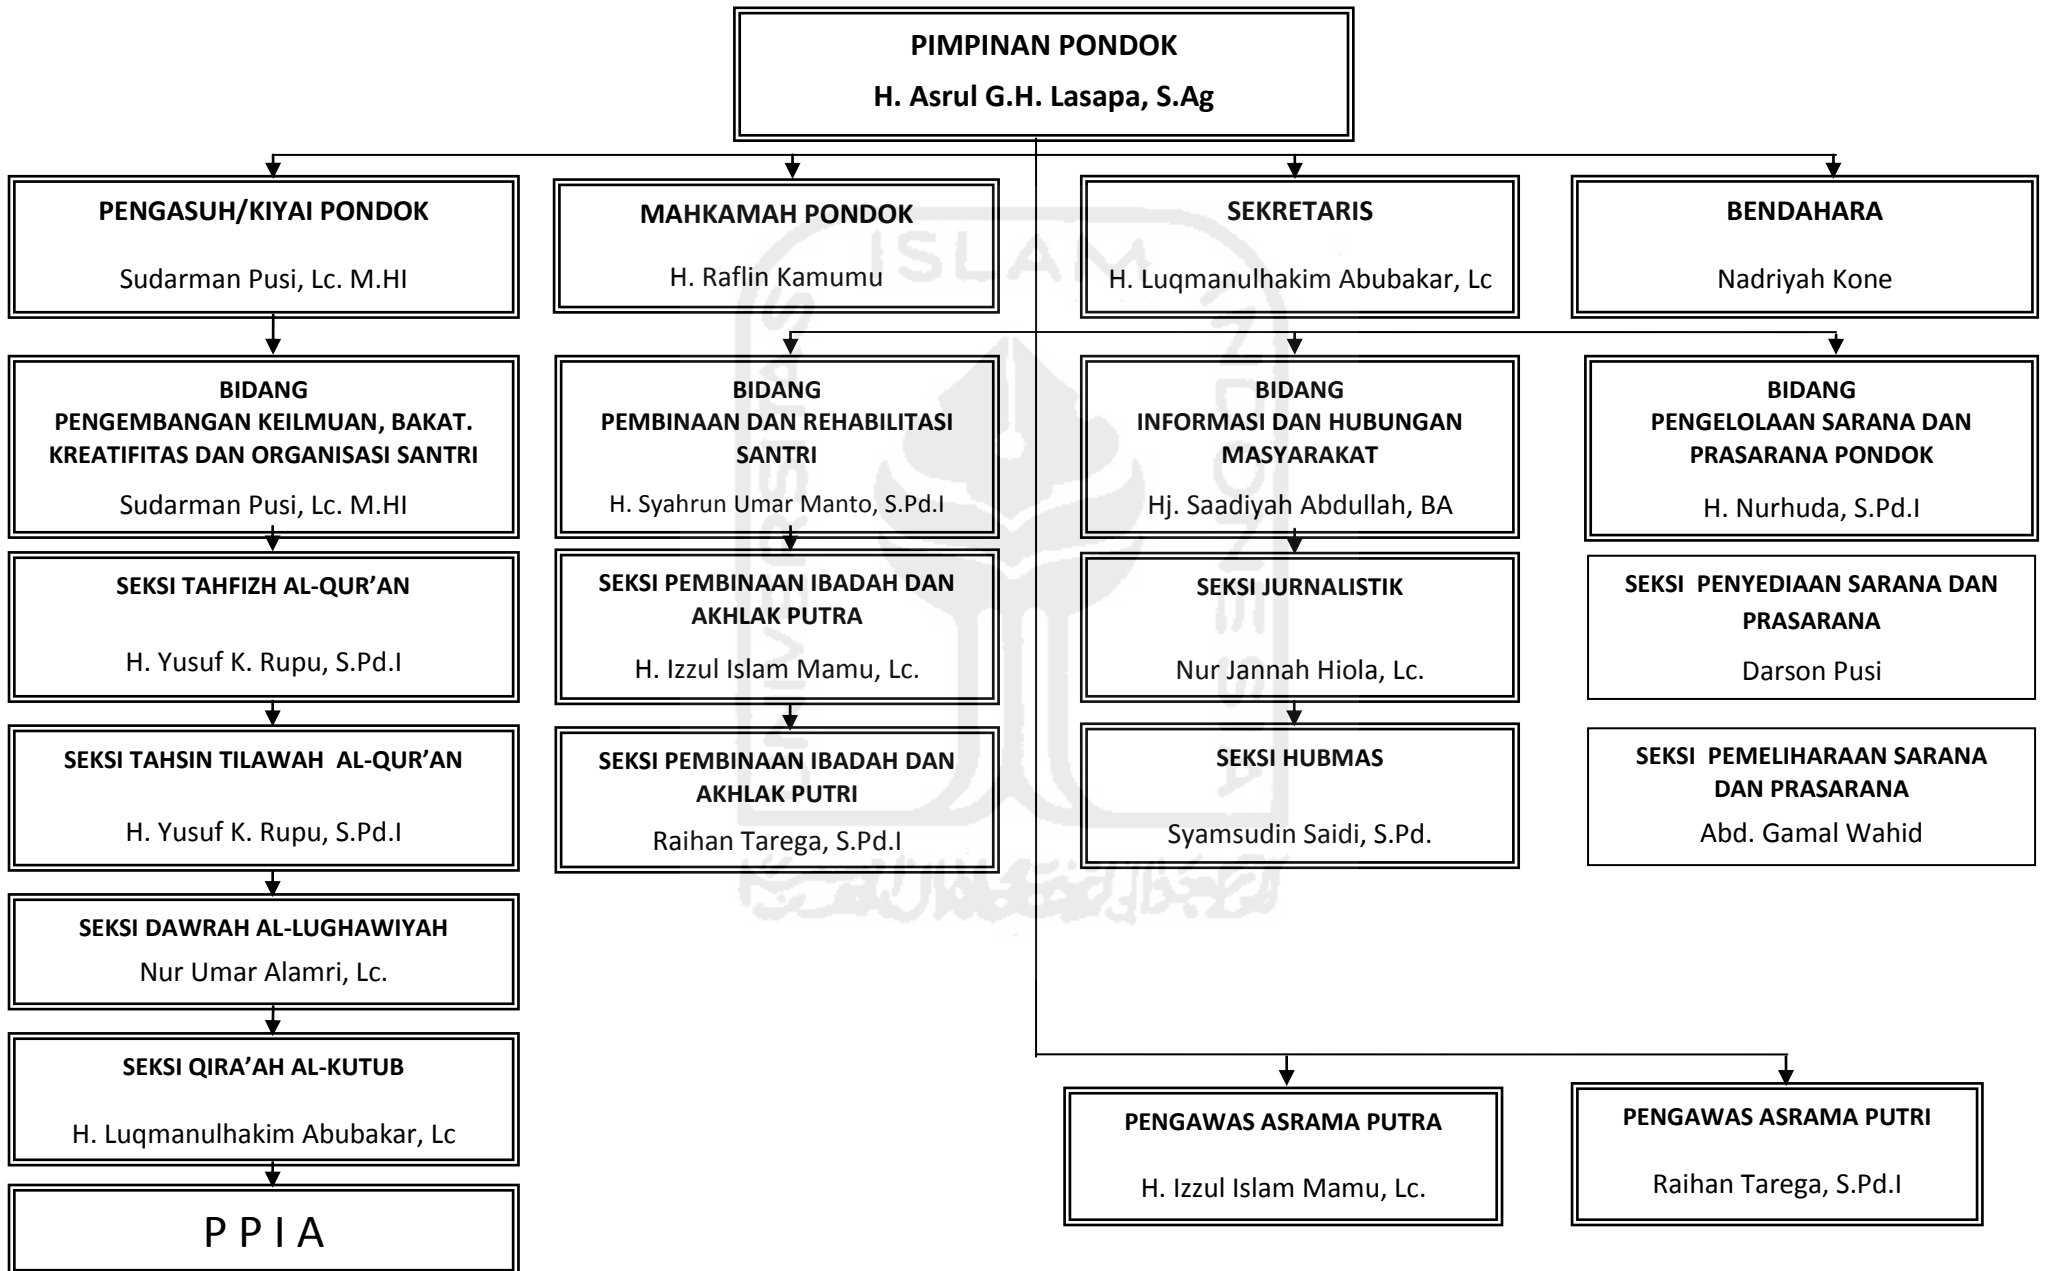 PIMPINAN PONDOK
H. Asrul G.H. Lasapa, S.Ag
PENGASUH/KIYAI PONDOK
Sudarman Pusi, Lc. M.HI
MAHKAMAH PONDOK
H. Raflin Kamumu
SEKRETARIS
H. Luqmanulhakim Abubakar, Lc
BENDAHARA
Nadriyah Kone
BIDANG
PENGEMBANGAN KEILMUAN, BAKAT.
KREATIFITAS DAN ORGANISASI SANTRI
Sudarman Pusi, Lc. M.HI
BIDANG
PEMBINAAN DAN REHABILITASI
SANTRI
H. Syahrun Umar Manto, S.Pd.I
BIDANG
INFORMASI DAN HUBUNGAN
MASYARAKAT
Hj. Saadiyah Abdullah, BA
BIDANG
PENGELOLAAN SARANA DAN
PRASARANA PONDOK
H. Nurhuda, S.Pd.I
SEKSI TAHFIZH AL-QUR’AN
H. Yusuf K. Rupu, S.Pd.I
SEKSI PEMBINAAN IBADAH DAN
AKHLAK PUTRA
H. Izzul Islam Mamu, Lc.
SEKSI JURNALISTIK
Nur Jannah Hiola, Lc.
SEKSI  PENYEDIAAN SARANA DAN
PRASARANA
Darson Pusi
SEKSI TAHSIN TILAWAH  AL-QUR’AN
H. Yusuf K. Rupu, S.Pd.I
SEKSI PEMBINAAN IBADAH DAN
AKHLAK PUTRI
Raihan Tarega, S.Pd.I
SEKSI HUBMAS
Syamsudin Saidi, S.Pd.
SEKSI  PEMELIHARAAN SARANA
DAN PRASARANA
Abd. Gamal Wahid
SEKSI DAWRAH AL-LUGHAWIYAH
Nur Umar Alamri, Lc.
SEKSI QIRA’AH AL-KUTUB
H. Luqmanulhakim Abubakar, Lc
P P I A
PENGAWAS ASRAMA PUTRA
H. Izzul Islam Mamu, Lc.
PENGAWAS ASRAMA PUTRI
Raihan Tarega, S.Pd.I
UNIVERSITAS
ISLAM
INDONESIA